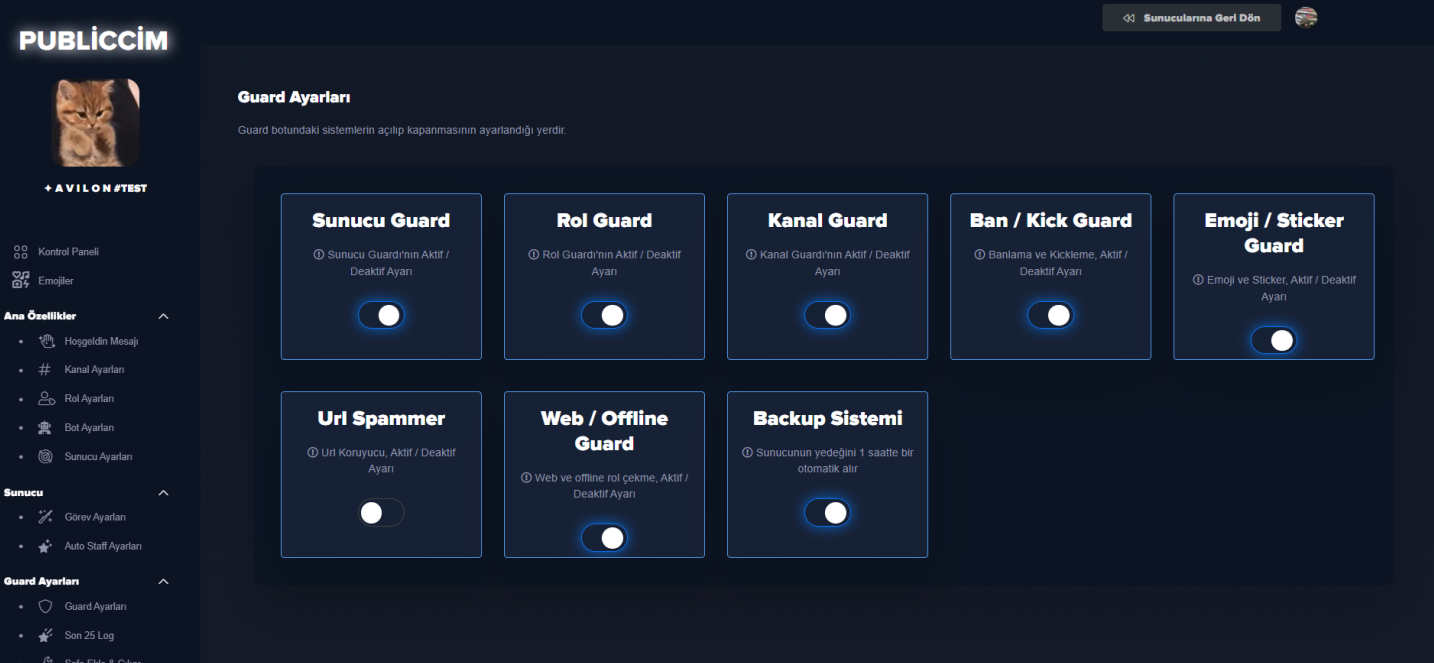 PUBLİCCİM
Sunucularına Geri Dön
✦ A V I L O N #TEST
Kontrol Paneli
Emojiler
Ana Özellikler
Hoşgeldin Mesajı
Kanal Ayarları
Rol Ayarları
Bot Ayarları
Sunucu Ayarları
Sunucu
Görev Ayarları
Auto Staff Ayarları
Guard Ayarları
Guard Ayarları
Son 25 Log
Guard Ayarları
Guard botundaki sistemlerin açılıp kapanmasının ayarlandığı yerdir.
Sunucu Guard
Sunucu Guardı'nın Aktif /
Deaktif Ayarı
Rol Guard
Rol Guardı'nın Aktif / Deaktif
Ayarı
Kanal Guard
Kanal Guardı'nın Aktif / Deaktif
Ayarı
Ban / Kick Guard
Banlama ve Kickleme, Aktif /
Deaktif Ayarı
Emoji / Sticker
Guard
Emoji ve Sticker, Aktif / Deaktif
Ayarı
Url Spammer
Url Koruyucu, Aktif / Deaktif
Ayarı
Web / Offline
Guard
Web ve offline rol çekme, Aktif /
Deaktif Ayarı
Backup Sistemi
Sunucunun yedeğini 1 saatte bir
otomatik alır